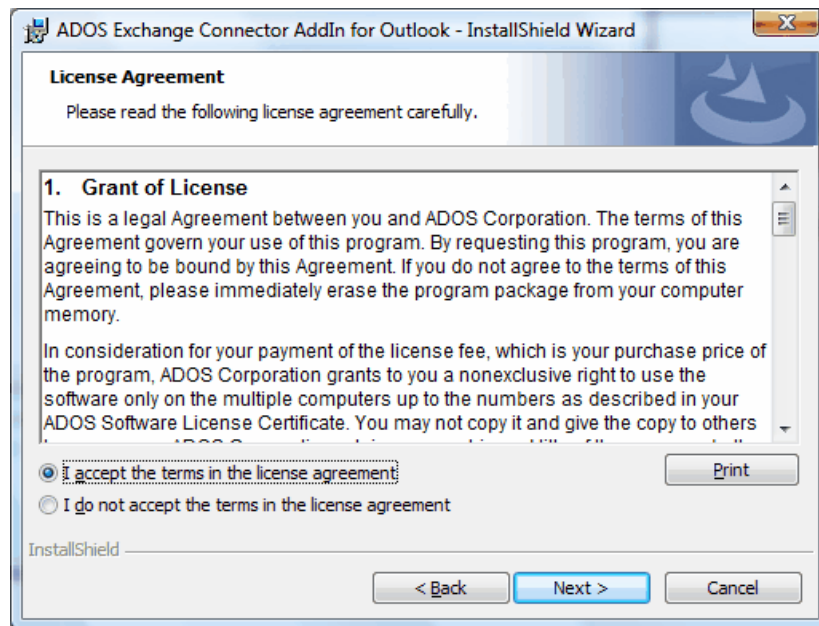 ADOS Exchange Connector AddIn for Outlook - InstallShield Wizard
License Agreement
Please read the following license agreement carefully.
1. Grant of License
This is a legal Agreement between you and ADOS Corporation. The terms of this
Agreement govern your use of this program. By requesting this program, you are
agreeing to be bound by this Agreement. If you do not agree to the terms of this
Agreement, please immediately erase the program package from your computer
memory.
In consideration for your payment of the license fee, which is your purchase price of
the program, ADOS Corporation grants to you a nonexclusive right to use the
software only on the multiple computers up to the numbers as described in your
ADOS Software License Certificate. You may not copy it and give the copy to others
I accept the terms in the license agreement
Print
I do not accept the terms in the license agreement
InstallShield
< Back
Next >
Cancel